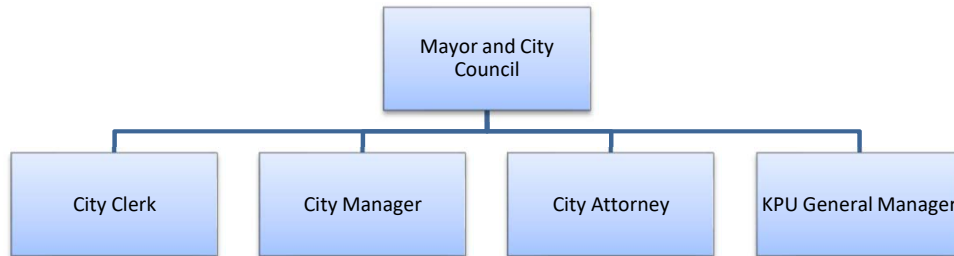 Mayor and City
Council
City Clerk
City Manager
City Attorney
KPU General Manager